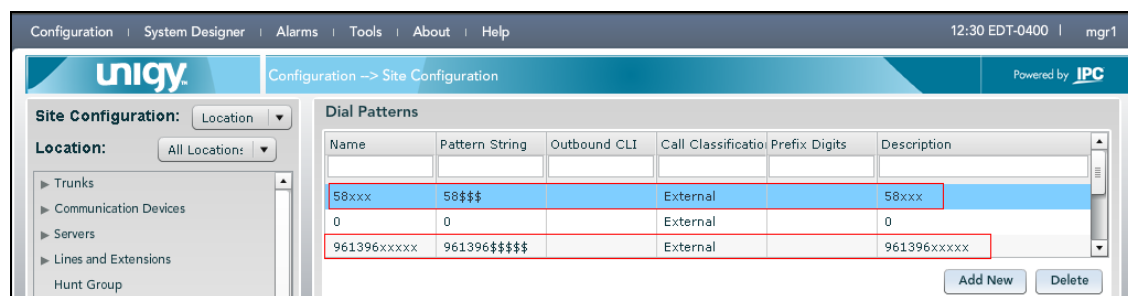 Configuration | System Designer | Alarms | Tools | About | Help 12:30 EDT-0400 | mgr1
unigy. Configuration --> Site Configuration Powered by IPC
Site Configuration: Location
Location: All Locations
Trunks
Communication Devices
Servers
Lines and Extensions
Hunt Group
Dial Patterns
Name Pattern String Outbound CLI Call Classificatio Prefix Digits Description
58xxx 58$$$ External 58xxx
0 0 External 0
961396xxxxx 961396$$$$$ External 961396xxxxx
Add New Delete